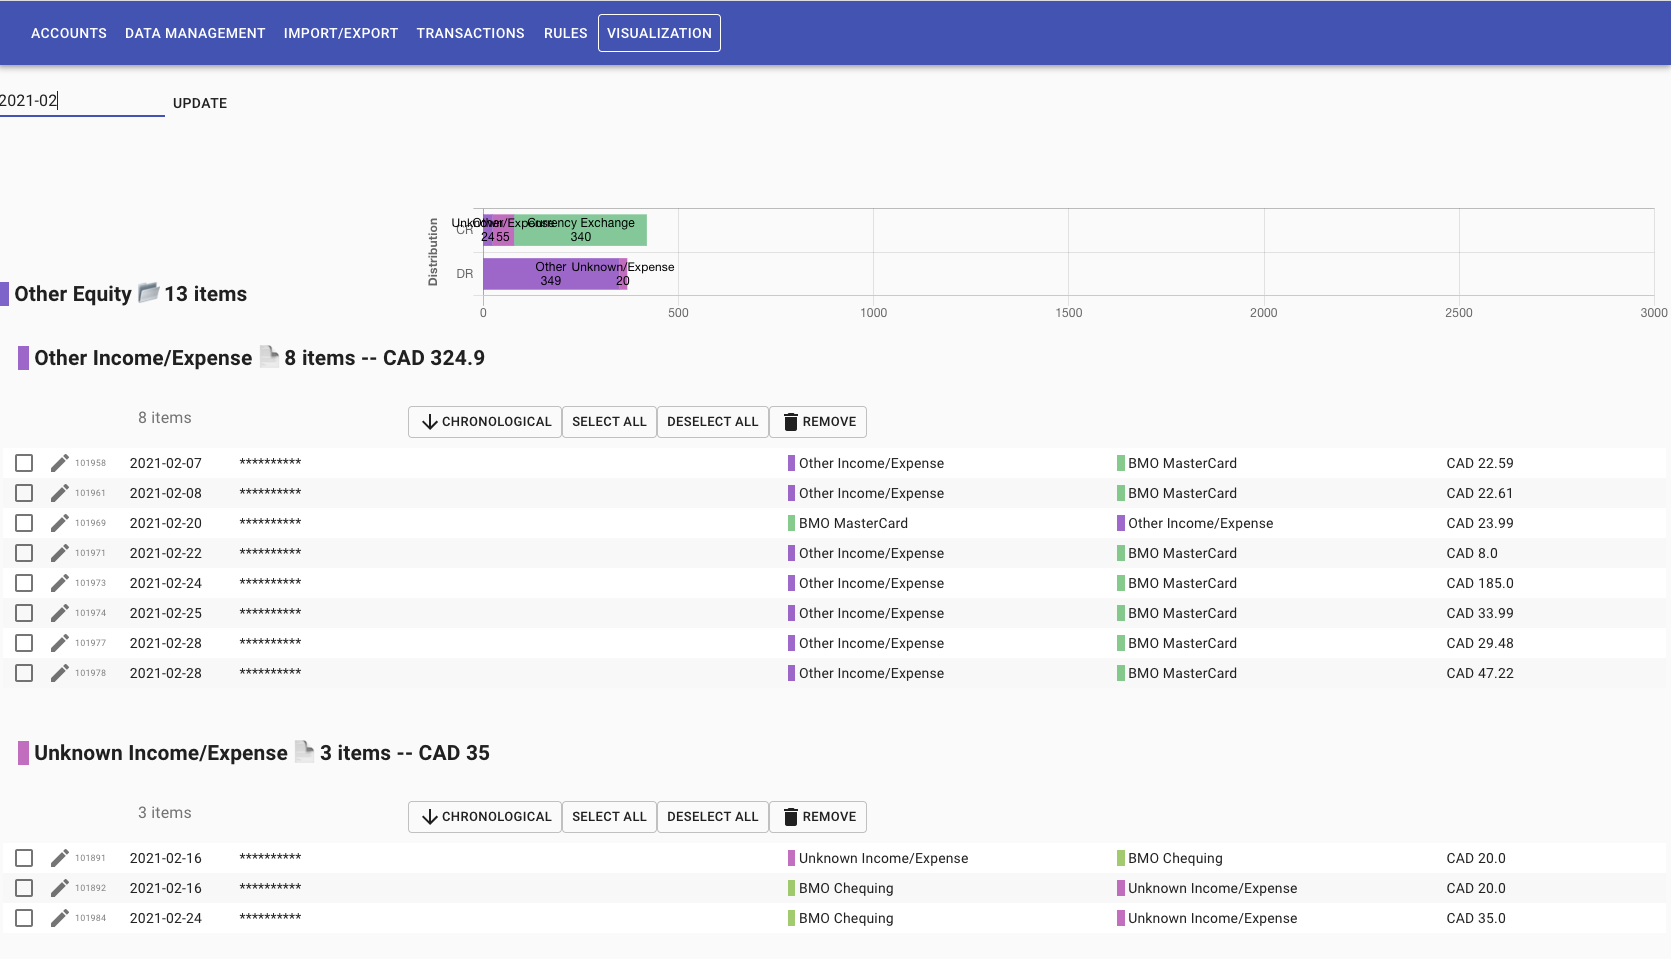 ACCOUNTS DATA MANAGEMENT IMPORT/EXPORT TRANSACTIONS RULES VISUALIZATION
2021-02 UPDATE
Distribution
CR
Unknown/Expense Other Currency Exchange
24 55 340
DR
Other Unknown/Expense
349 20
0 500 1000 1500 2000 2500 3000
Other Equity 13 items
Other Income/Expense 8 items -- CAD 324.9
8 items CHRONOLOGICAL SELECT ALL DESELECT ALL REMOVE
101958 2021-02-07 ********** Other Income/Expense BMO MasterCard CAD 22.59
101961 2021-02-08 ********** Other Income/Expense BMO MasterCard CAD 22.61
101969 2021-02-20 ********** BMO MasterCard Other Income/Expense CAD 23.99
101971 2021-02-22 ********** Other Income/Expense BMO MasterCard CAD 8.0
101973 2021-02-24 ********** Other Income/Expense BMO MasterCard CAD 185.0
101974 2021-02-25 ********** Other Income/Expense BMO MasterCard CAD 33.99
101977 2021-02-28 ********** Other Income/Expense BMO MasterCard CAD 29.48
101978 2021-02-28 ********** Other Income/Expense BMO MasterCard CAD 47.22
Unknown Income/Expense 3 items -- CAD 35
3 items CHRONOLOGICAL SELECT ALL DESELECT ALL REMOVE
101891 2021-02-16 ********** Unknown Income/Expense BMO Chequing CAD 20.0
101892 2021-02-16 ********** BMO Chequing Unknown Income/Expense CAD 20.0
101984 2021-02-24 ********** BMO Chequing Unknown Income/Expense CAD 35.0